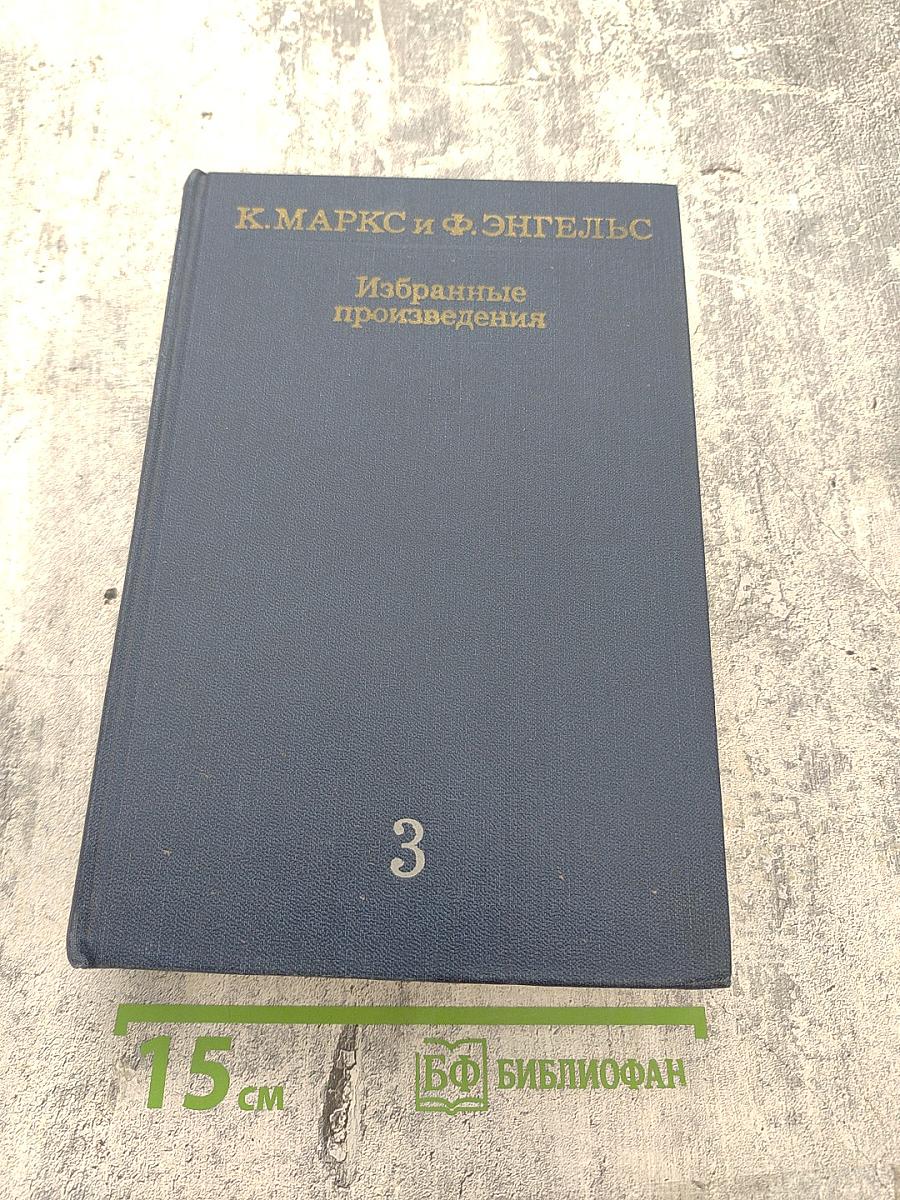 К. МАРКС и Ф. ЭНГЕЛЬС
Избранные
произведения
3
15 см
БФ БИБЛИОФАН